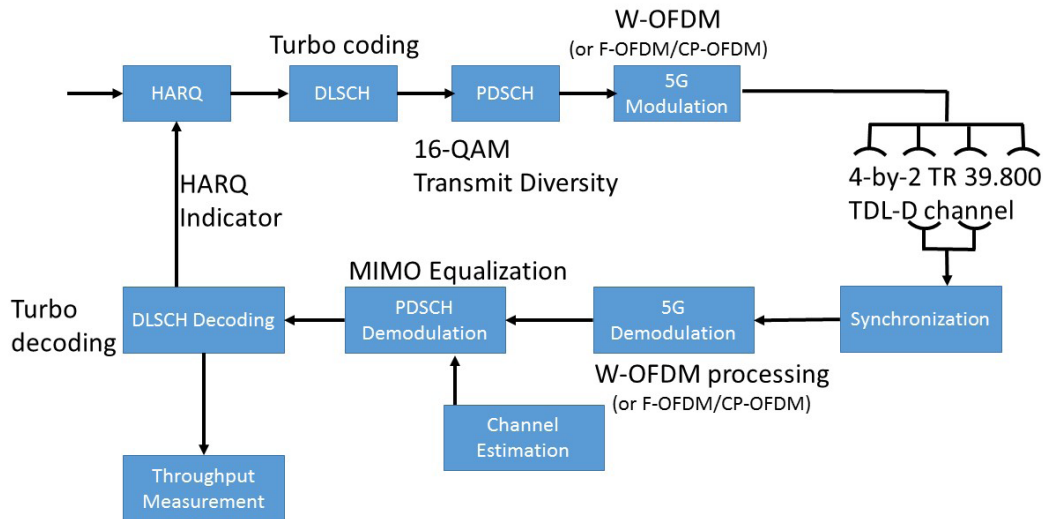 W-OFDM
(or F-OFDM/CP-OFDM)
Turbo coding
HARQ
DLSCH
PDSCH
5G
Modulation
16-QAM
Transmit Diversity
4-by-2 TR 39.800
TDL-D channel
HARQ
Indicator
MIMO Equalization
Turbo
decoding
DLSCH Decoding
PDSCH
Demodulation
5G
Demodulation
Synchronization
W-OFDM processing
(or F-OFDM/CP-OFDM)
Channel
Estimation
Throughput
Measurement